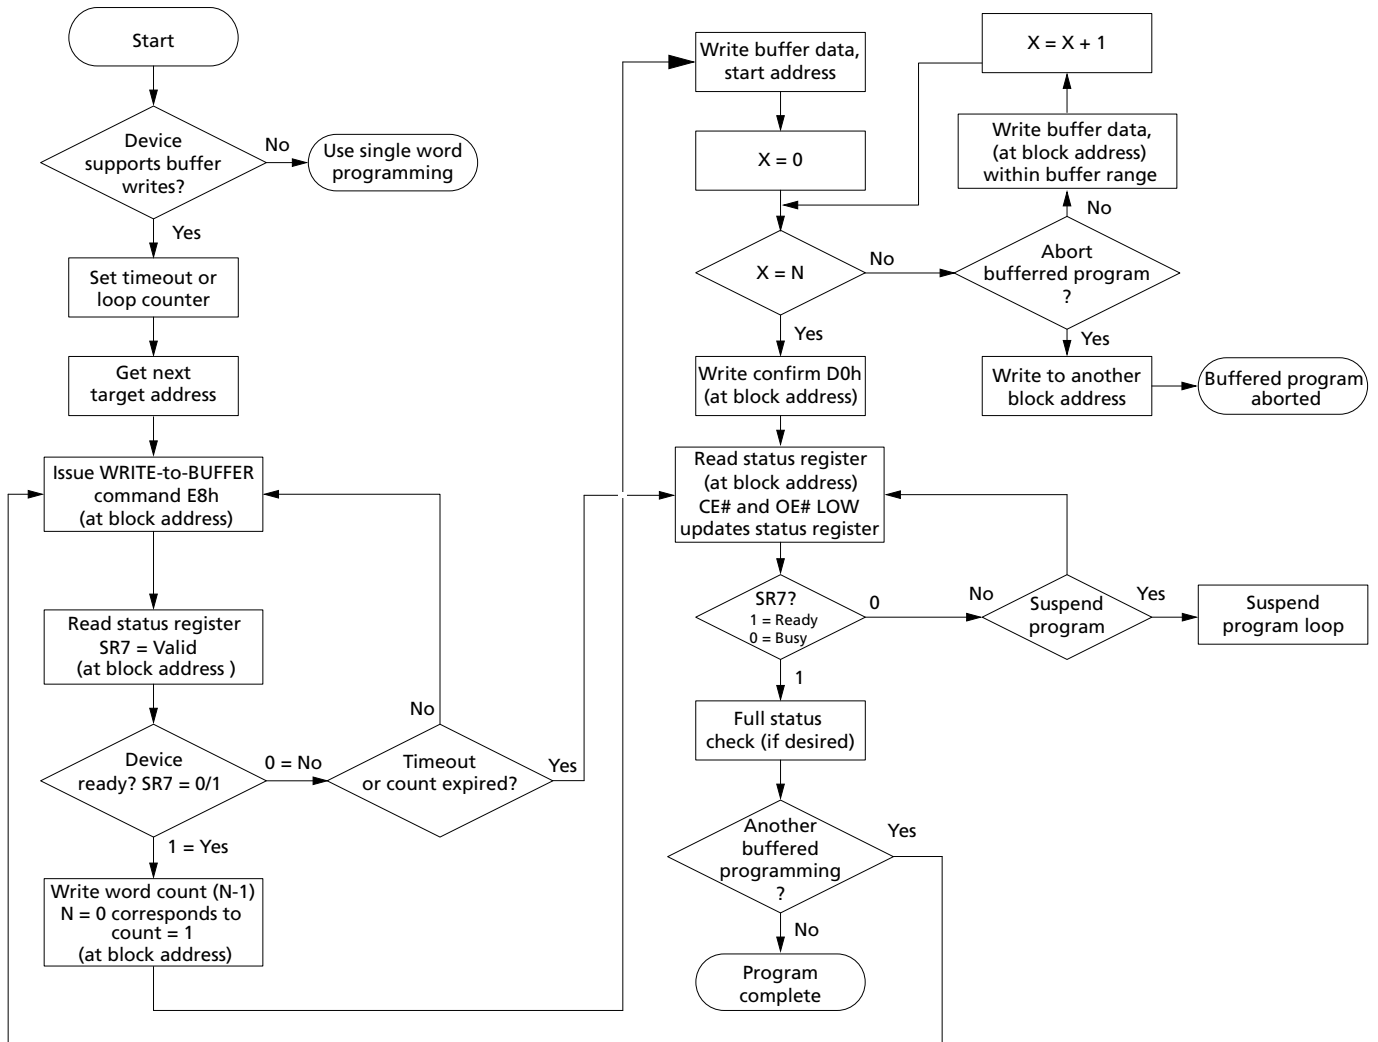 Start
Device
supports buffer
writes?
No
Use single word
programming
Yes
Set timeout or
loop counter
Get next
target address
Issue WRITE-to-BUFFER
command E8h
(at block address)
Read status register
SR7 = Valid
(at block address )
Device
ready? SR7 = 0/1
0 = No
No
Timeout
or count expired?
Yes
1 = Yes
Write word count (N-1)
N = 0 corresponds to
count = 1
(at block address)
Write buffer data,
start address
X = 0
X = N
No
Abort
bufferred program
?
No
Write buffer data,
(at block address)
within buffer range
X = X + 1
Yes
Write to another
block address
Buffered program
aborted
Yes
Write confirm D0h
(at block address)
Read status register
(at block address)
CE# and OE# LOW
updates status register
SR7?
1 = Ready
0 = Busy
0
No
Suspend
program
Yes
Suspend
program loop
1
Full status
check (if desired)
Another
buffered
programming
?
Yes
No
Program
complete